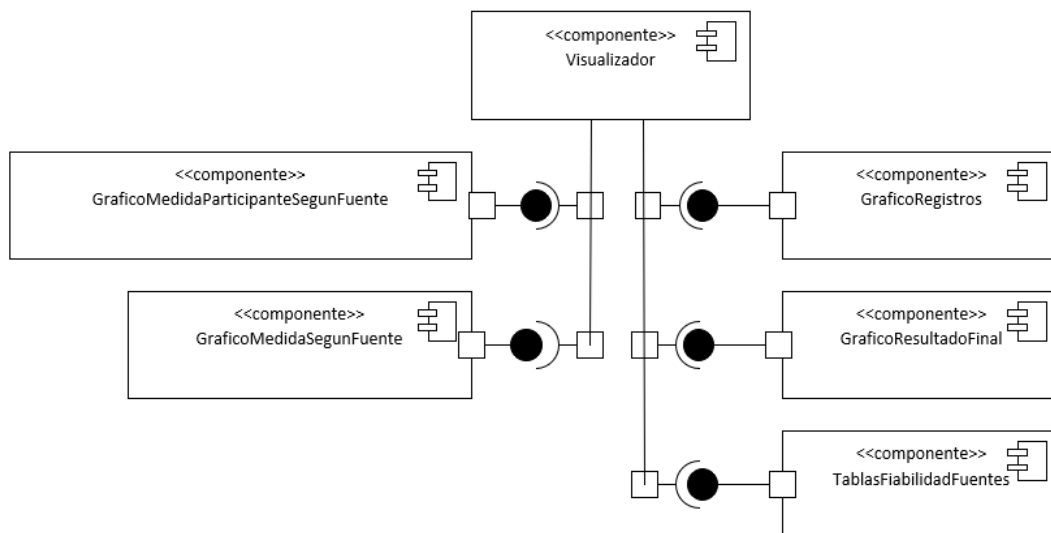 <<componente>>
Visualizador
<<componente>>
GraficoMedidaParticipanteSegunFuente
<<componente>>
GraficoRegistros
<<componente>>
GraficoMedidaSegunFuente
<<componente>>
GraficoResultadoFinal
<<componente>>
TablasFiabilidadFuentes